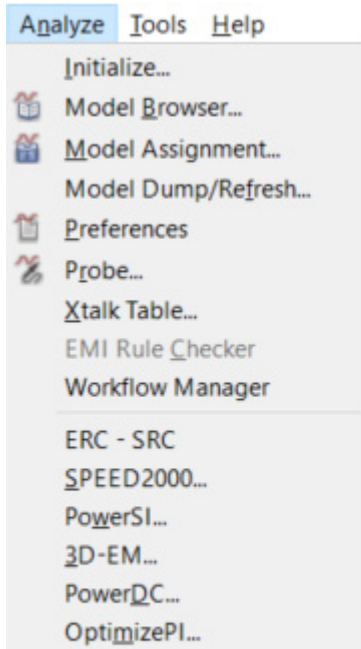 Analyze Tools Help
Initialize...
Model Browser...
Model Assignment...
Model Dump/Refresh...
Preferences
Probe...
Xtalk Table...
EMI Rule Checker
Workflow Manager
ERC - SRC
SPEED2000...
PowerSI...
3D-EM...
PowerDC...
OptimizePI...